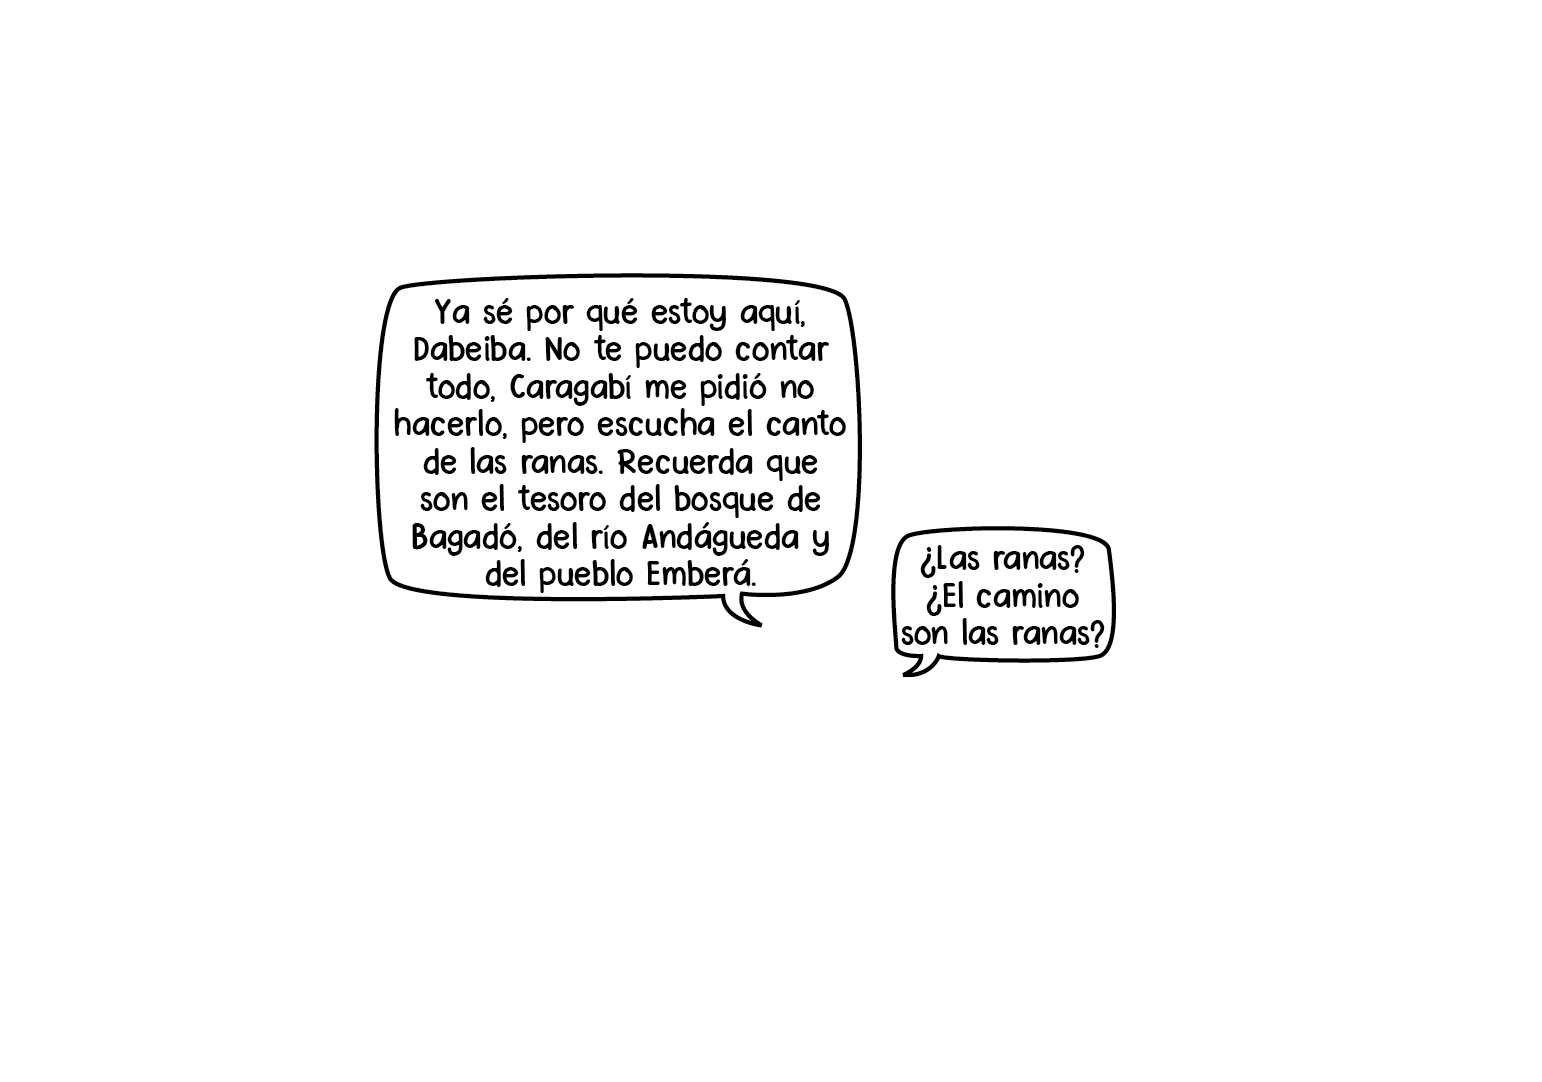 Ya sé por qué estoy aquí,
Dabeiba. No te puedo contar
todo, Caragabí me pidió no
hacerlo, pero escucha el canto
de las ranas. Recuerda que
son el tesoro del bosque de
Bagadó, del río Andágueda y
del pueblo Emberá.
¿Las ranas?
¿El camino
son las ranas?